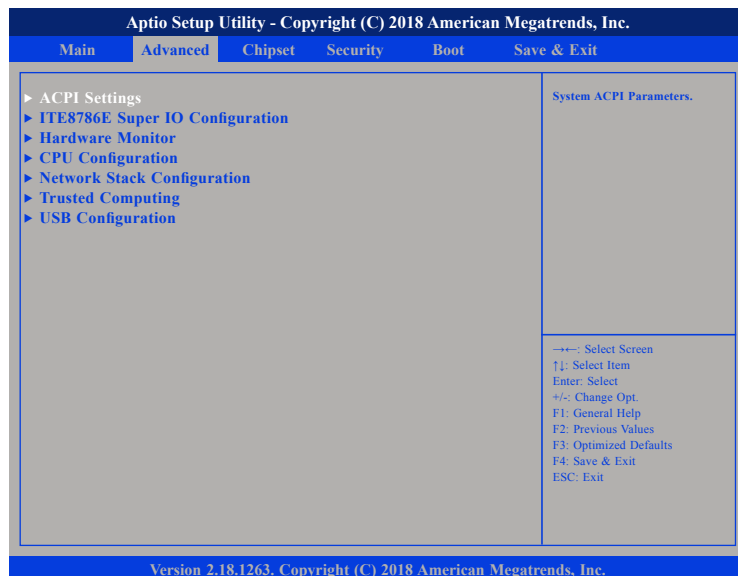 Aptio Setup Utility - Copyright (C) 2018 American Megatrends, Inc.
Main Advanced Chipset Security Boot Save & Exit
► ACPI Settings
► ITE8786E Super IO Configuration
► Hardware Monitor
► CPU Configuration
► Network Stack Configuration
► Trusted Computing
► USB Configuration
System ACPI Parameters.
→←: Select Screen
↑↓: Select Item
Enter: Select
+/-: Change Opt.
F1: General Help
F2: Previous Values
F3: Optimized Defaults
F4: Save & Exit
ESC: Exit
Version 2.18.1263. Copyright (C) 2018 American Megatrends, Inc.